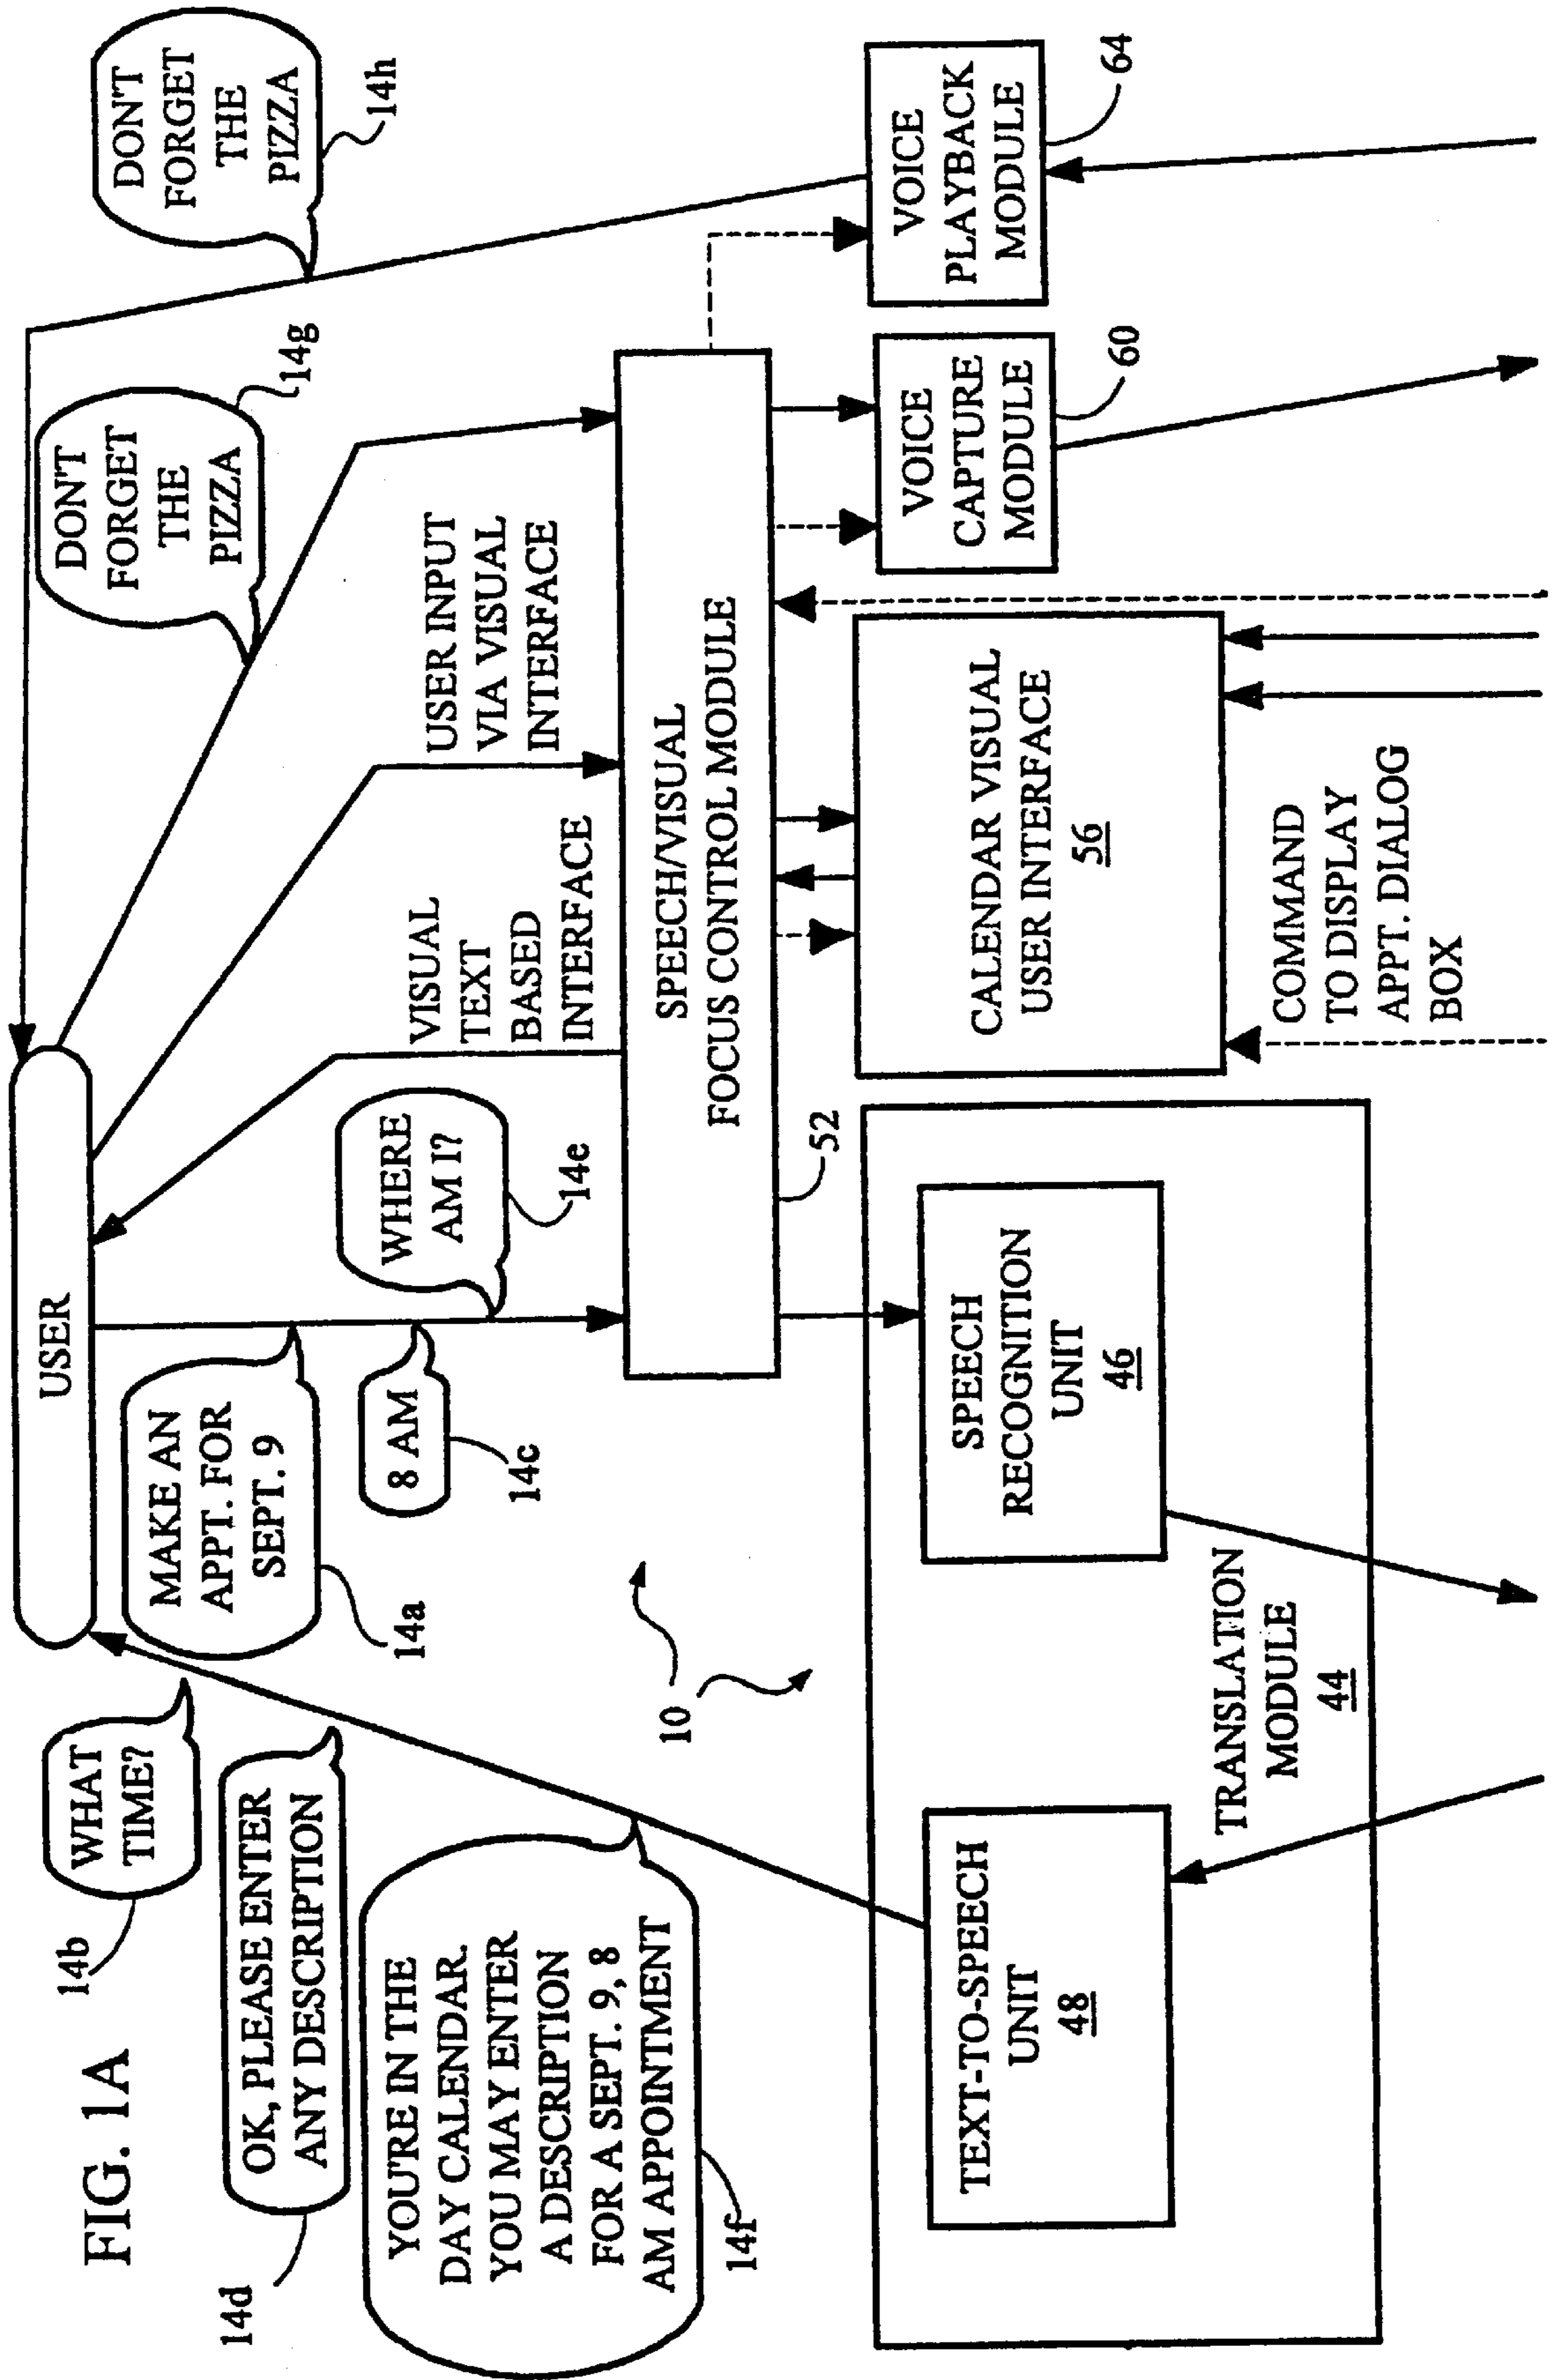 FIG. 1A
14b
WHAT
TIME?
14d
OK, PLEASE ENTER
ANY DESCRIPTION
YOU'RE IN THE
DAY CALENDAR.
YOU MAY ENTER
A DESCRIPTION
FOR A SEPT. 9, 8
AM APPOINTMENT
14f
USER
MAKE AN
APPT. FOR
SEPT. 9
14a
8 AM
14c
WHERE
AM I?
14e
10
VISUAL
TEXT
BASED
INTERFACE
USER INPUT
VIA VISUAL
INTERFACE
DON'T
FORGET
THE
PIZZA
14g
DON'T
FORGET
THE
PIZZA
14h
SPEECH/VISUAL
FOCUS CONTROL MODULE
52
TEXT-TO-SPEECH
UNIT
48
SPEECH
RECOGNITION
UNIT
46
TRANSLATION
MODULE
44
CALENDAR VISUAL
USER INTERFACE
56
COMMAND
TO DISPLAY
APPT. DIALOG
BOX
VOICE
CAPTURE
MODULE
60
VOICE
PLAYBACK
MODULE
64